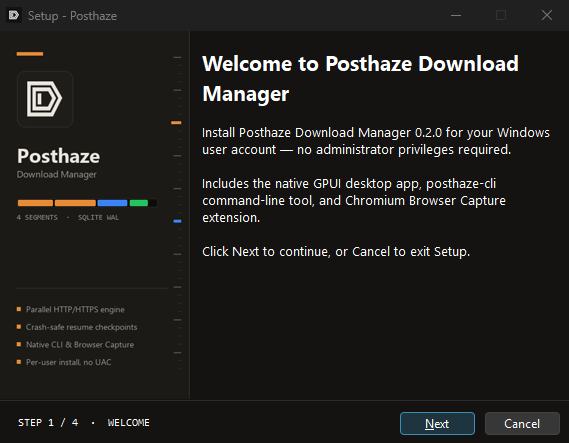 Setup - Posthaze
Posthaze
Download Manager
4 SEGMENTS · SQLITE WAL
Parallel HTTP/HTTPS engine
Crash-safe resume checkpoints
Native CLI & Browser Capture
Per-user install, no UAC
Welcome to Posthaze Download
Manager
Install Posthaze Download Manager 0.2.0 for your Windows
user account — no administrator privileges required.
Includes the native GPUI desktop app, posthaze-cli
command-line tool, and Chromium Browser Capture
extension.
Click Next to continue, or Cancel to exit Setup.
STEP 1 / 4 · WELCOME
Next
Cancel